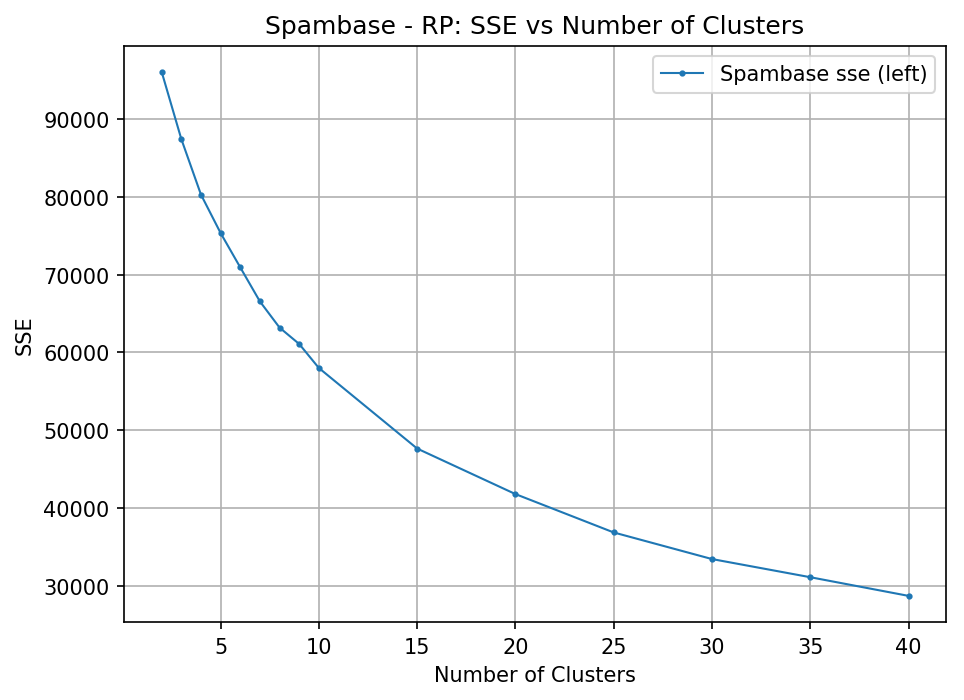 Spambase - RP: SSE vs Number of Clusters
Spambase sse (left)
SSE
90000
80000
70000
60000
50000
40000
30000
5 10 15 20 25 30 35 40
Number of Clusters